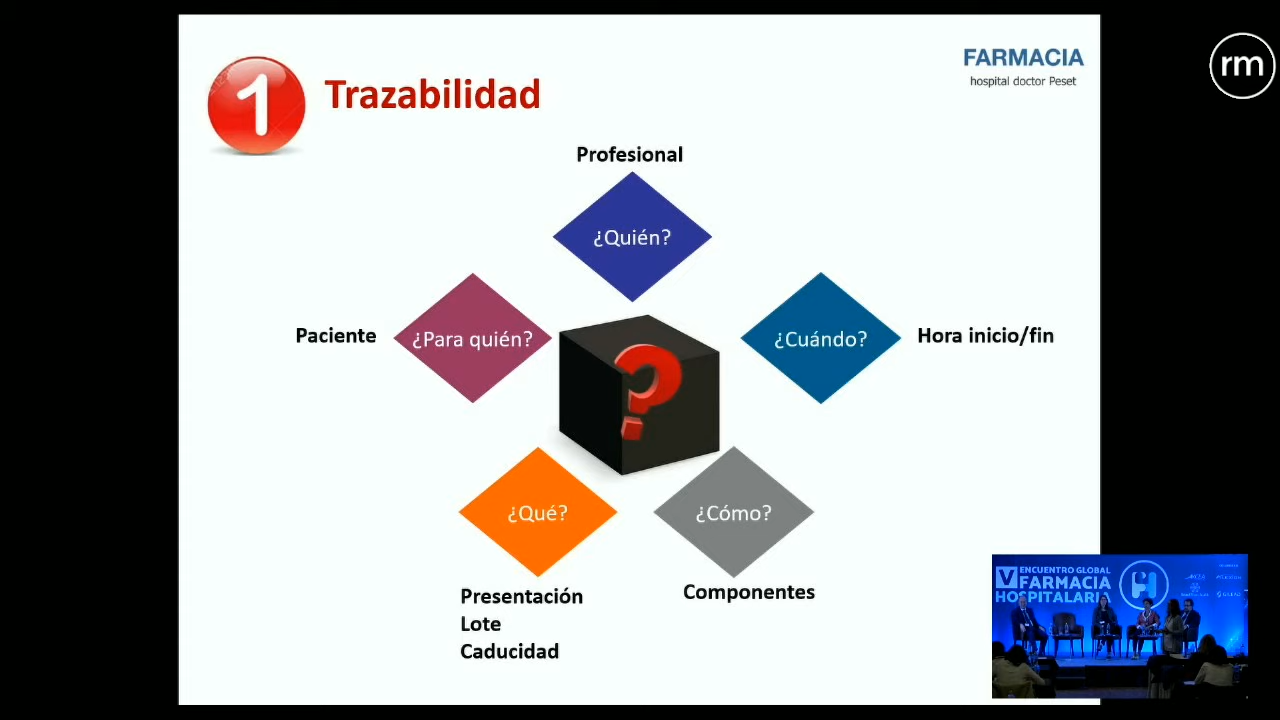 1
Trazabilidad
FARMACIA
hospital doctor Peset
rm
Profesional
¿Quién?
Paciente
¿Para quién?
¿Cuándo?
Hora inicio/fin
?
¿Qué?
¿Cómo?
Presentación
Lote
Caducidad
Componentes
V ENCUENTRO GLOBAL
FARMACIA
HOSPITALARIA
GILEAD